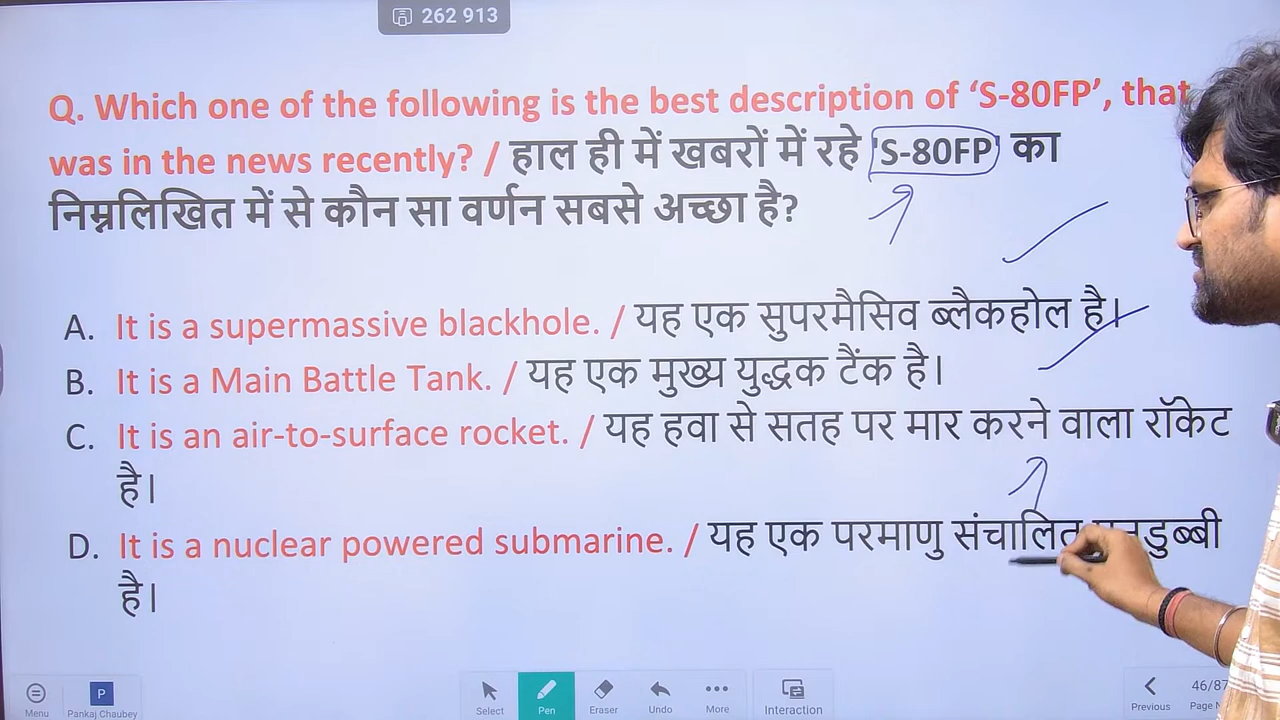 262 913
Q. Which one of the following is the best description of ‘S-80FP’, that
was in the news recently? / हाल ही में खबरों में रहे 'S-80FP' का
निम्नलिखित में से कौन सा वर्णन सबसे अच्छा है?
A. It is a supermassive blackhole. / यह एक सुपरमैसिव ब्लैकहोल है।
B. It is a Main Battle Tank. / यह एक मुख्य युद्धक टैंक है।
C. It is an air-to-surface rocket. / यह हवा से सतह पर मार करने वाला रॉकेट
है।
D. It is a nuclear powered submarine. / यह एक परमाणु संचालित
है।
Menu
P
Pankaj Chaubey
Select
Pen
Eraser
Undo
More
Interaction
Previous
46/87
Page